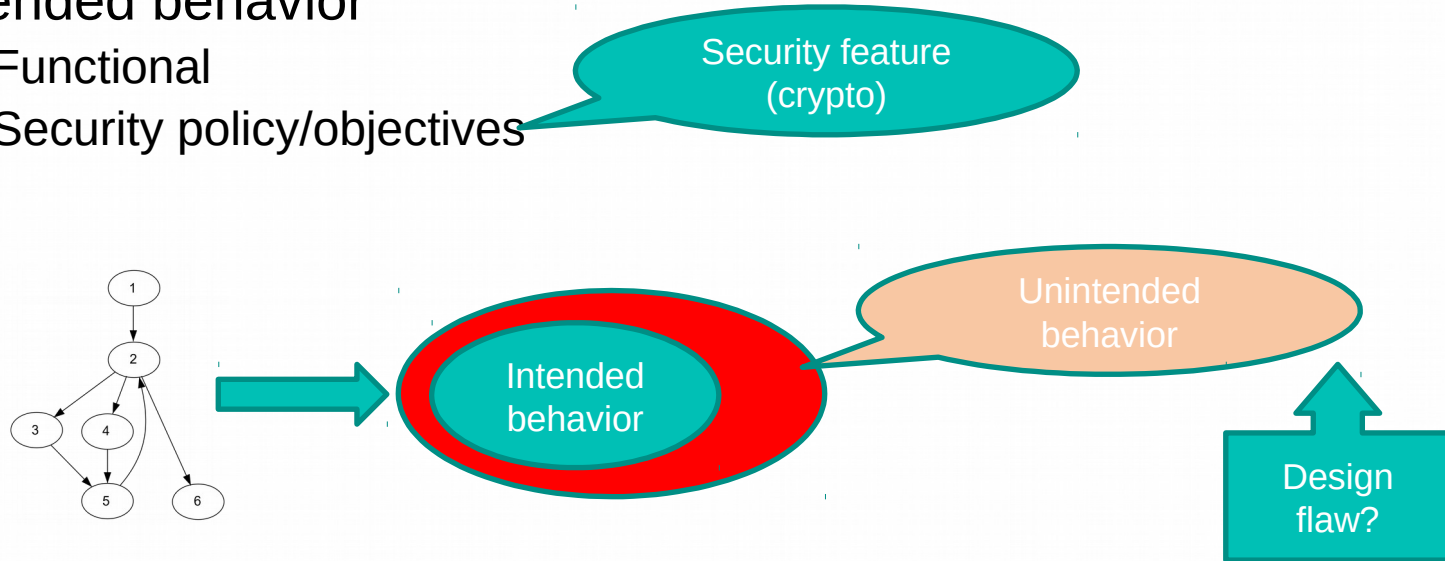 ended behavior
Functional
Security policy/objectives
Security feature
(crypto)
Unintended
behavior
Intended
behavior
Design
flaw?
1
2
3
4
5
6